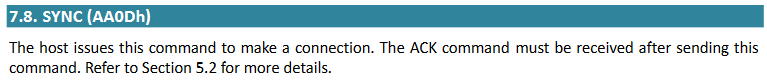 7.8. SYNC (AA0Dh)
The host issues this command to make a connection. The ACK command must be received after sending this
command. Refer to Section 5.2 for more details.